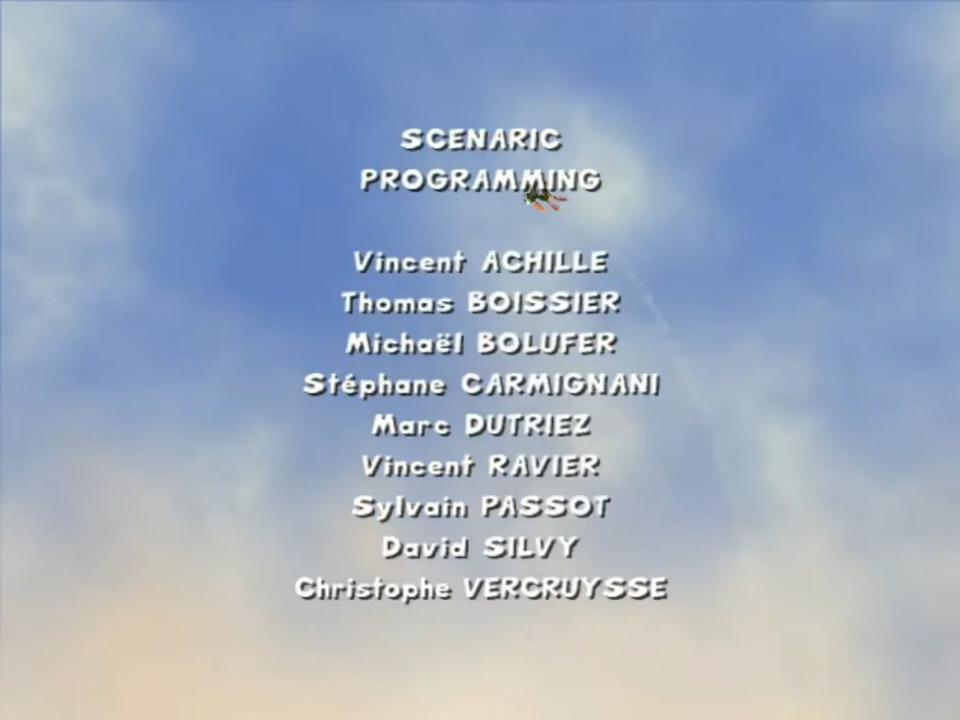 SCENARIC
PROGRAMMING
Vincent ACHILLE
Thomas BOISSIER
Michaël BOLUFER
Stéphane CARMIGNANI
Marc DUTRIEZ
Vincent RAVIER
Sylvain PASSOT
David SILVY
Christophe VERCRUYSSE